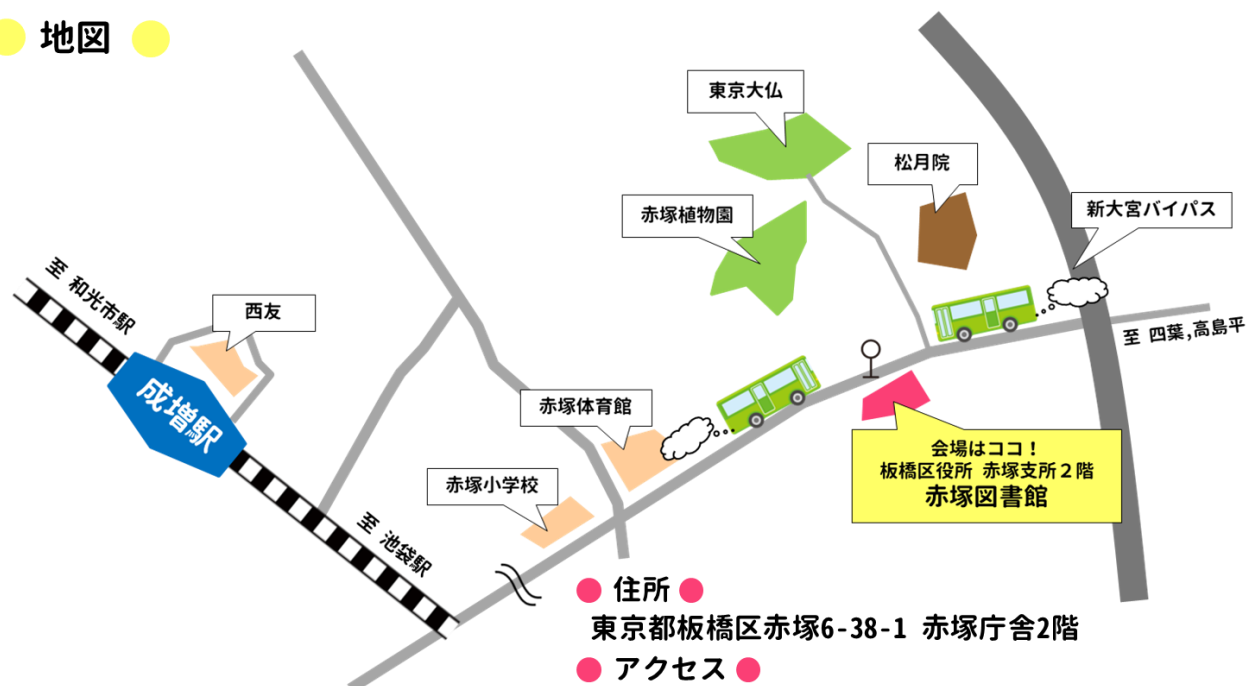 地図
東京大仏
松月院
赤塚植物園
新大宮バイパス
至 和光市駅
西友
至 四葉,高島平
成増駅
赤塚体育館
会場はココ!
板橋区役所 赤塚支所2階
赤塚図書館
赤塚小学校
至 池袋駅
住所
東京都板橋区赤塚6-38-1 赤塚庁舎2階
アクセス